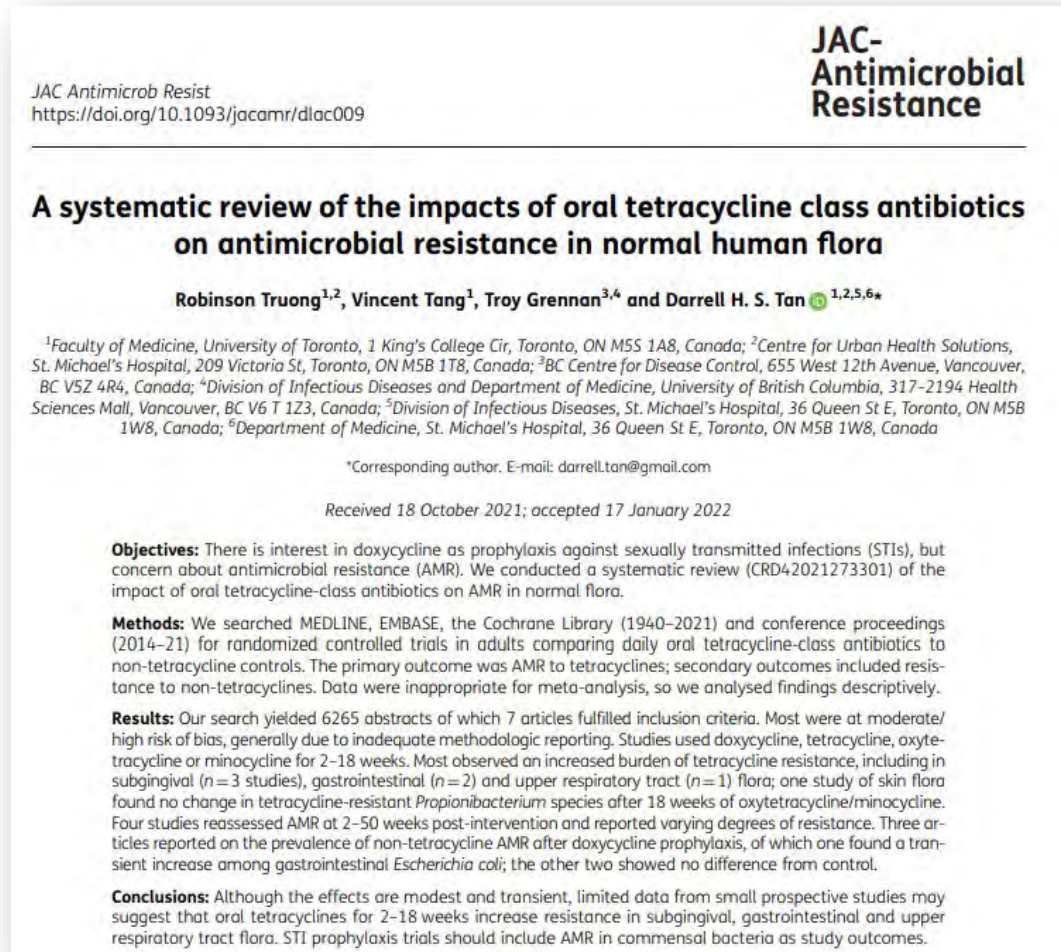 JAC-
Antimicrobial
Resistance
JAC Antimicrob Resist
https://doi.org/10.1093/jacamr/dlac009
A systematic review of the impacts of oral tetracycline class antibiotics
on antimicrobial resistance in normal human flora
Robinson Truong1,2, Vincent Tang1, Troy Grennan3,4 and Darrell H. S. Tan iD 1,2,5,6*
1Faculty of Medicine, University of Toronto, 1 King's College Cir, Toronto, ON M5S 1A8, Canada; 2Centre for Urban Health Solutions,
St. Michael's Hospital, 209 Victoria St, Toronto, ON M5B 1T8, Canada; 3BC Centre for Disease Control, 655 West 12th Avenue, Vancouver,
BC V5Z 4R4, Canada; 4Division of Infectious Diseases and Department of Medicine, University of British Columbia, 317-2194 Health
Sciences Mall, Vancouver, BC V6 T 1Z3, Canada; 5Division of Infectious Diseases, St. Michael's Hospital, 36 Queen St E, Toronto, ON M5B
1W8, Canada; 6Department of Medicine, St. Michael's Hospital, 36 Queen St E, Toronto, ON M5B 1W8, Canada
*Corresponding author. E-mail: darrell.tan@gmail.com
Received 18 October 2021; accepted 17 January 2022
Objectives: There is interest in doxycycline as prophylaxis against sexually transmitted infections (STIs), but
concern about antimicrobial resistance (AMR). We conducted a systematic review (CRD42021273301) of the
impact of oral tetracycline-class antibiotics on AMR in normal flora.
Methods: We searched MEDLINE, EMBASE, the Cochrane Library (1940–2021) and conference proceedings
(2014–21) for randomized controlled trials in adults comparing daily oral tetracycline-class antibiotics to
non-tetracycline controls. The primary outcome was AMR to tetracyclines; secondary outcomes included resis-
tance to non-tetracyclines. Data were inappropriate for meta-analysis, so we analysed findings descriptively.
Results: Our search yielded 6265 abstracts of which 7 articles fulfilled inclusion criteria. Most were at moderate/
high risk of bias, generally due to inadequate methodologic reporting. Studies used doxycycline, tetracycline, oxyte-
tracycline or minocycline for 2–18 weeks. Most observed an increased burden of tetracycline resistance, including in
subgingival (n = 3 studies), gastrointestinal (n = 2) and upper respiratory tract (n = 1) flora; one study of skin flora
found no change in tetracycline-resistant Propionibacterium species after 18 weeks of oxytetracycline/minocycline.
Four studies reassessed AMR at 2–50 weeks post-intervention and reported varying degrees of resistance. Three ar-
ticles reported on the prevalence of non-tetracycline AMR after doxycycline prophylaxis, of which one found a tran-
sient increase among gastrointestinal Escherichia coli; the other two showed no difference from control.
Conclusions: Although the effects are modest and transient, limited data from small prospective studies may
suggest that oral tetracyclines for 2–18 weeks increase resistance in subgingival, gastrointestinal and upper
respiratory tract flora. STI prophylaxis trials should include AMR in commensal bacteria as study outcomes.